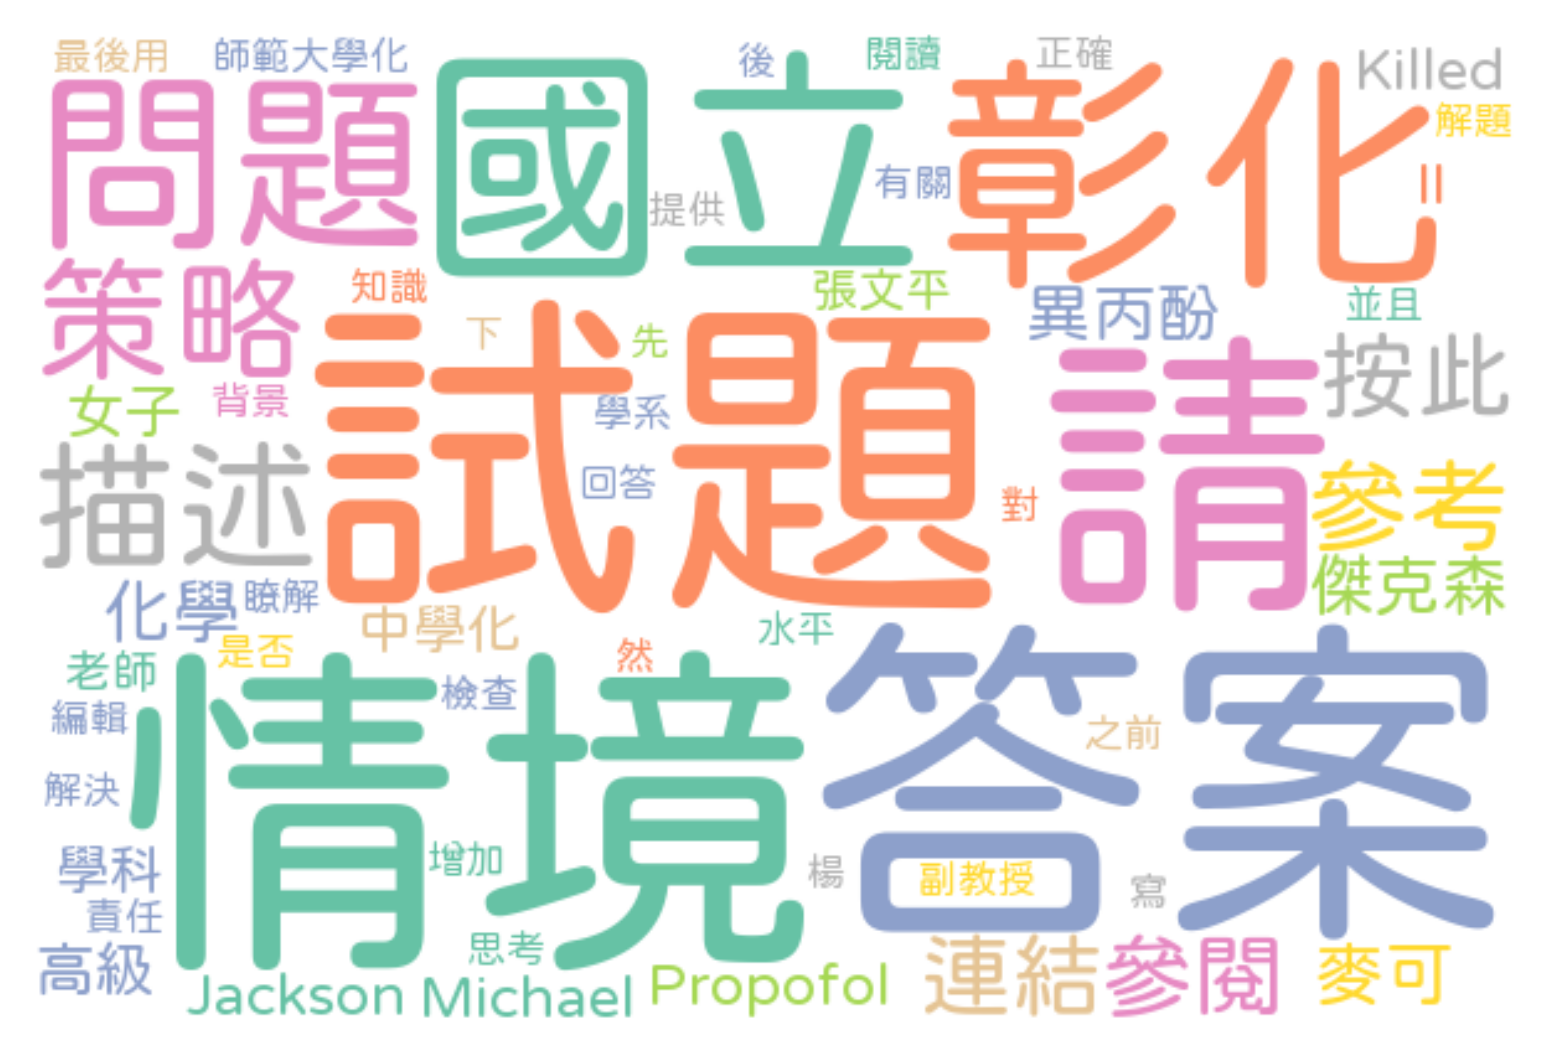 最後用
師範大學化
後
閱讀
正確
Killed
問題
國立
彰化
解題
有關
提供
策略
知識
張文平
異丙酚
並且
下
先
試題
請
按此
女子
背景
學系
描述
回答
對
參考
傑克森
化學
瞭解
中學化
水平
是否
然
老師
情境
檢查
答案
編輯
之前
解決
學科
增加
楊
副教授
寫
責任
高級
思考
連結
參閱
麥可
Jackson
Michael
Propofol